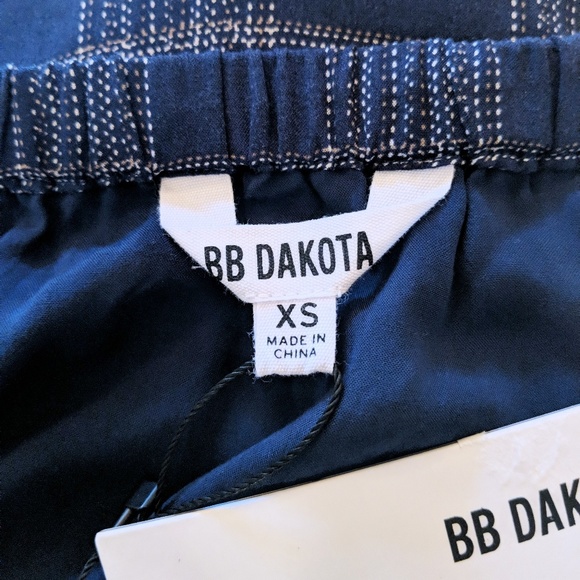 BB DAKOTA
XS
MADE IN
CHINA
BB DAK